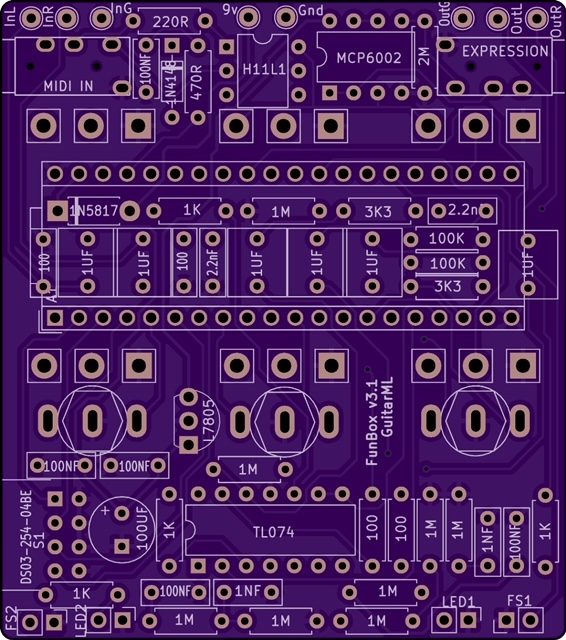 InL
InR
InG
220R
9v
Gnd
OutG
OutL
OutR
MIDI IN
100NF
1N4148
470R
H11L1
MCP6002
2M
EXPRESSION
1N5817
1K
1M
3K3
2.2nF
100
1UF
1UF
100
2.2nF
1UF
1UF
1UF
100K
100K
3K3
1UF
A1
L7805
FunBox v3.1
GuitarML
100NF
100NF
1M
DS03-254-04BE
S1
+
100UF
1K
TL074
100
100
1M
1M
1NF
100NF
1K
1K
100NF
1NF
1M
FS2
LED2
1M
1M
1M
LED1
FS1